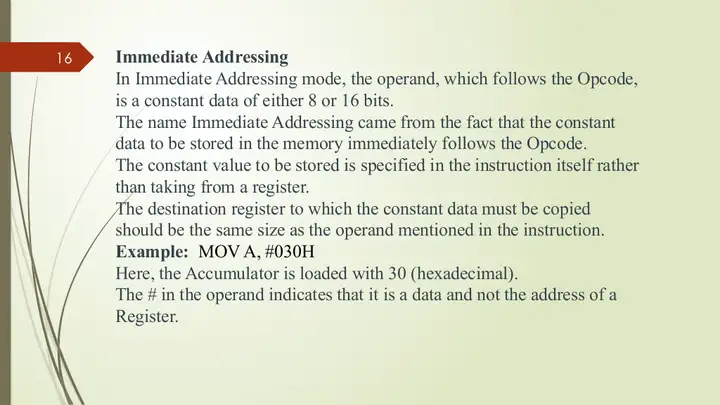 16
Immediate Addressing
In Immediate Addressing mode, the operand, which follows the Opcode,
is a constant data of either 8 or 16 bits.
The name Immediate Addressing came from the fact that the constant
data to be stored in the memory immediately follows the Opcode.
The constant value to be stored is specified in the instruction itself rather
than taking from a register.
The destination register to which the constant data must be copied
should be the same size as the operand mentioned in the instruction.
Example: MOV A, #030H
Here, the Accumulator is loaded with 30 (hexadecimal).
The # in the operand indicates that it is a data and not the address of a
Register.